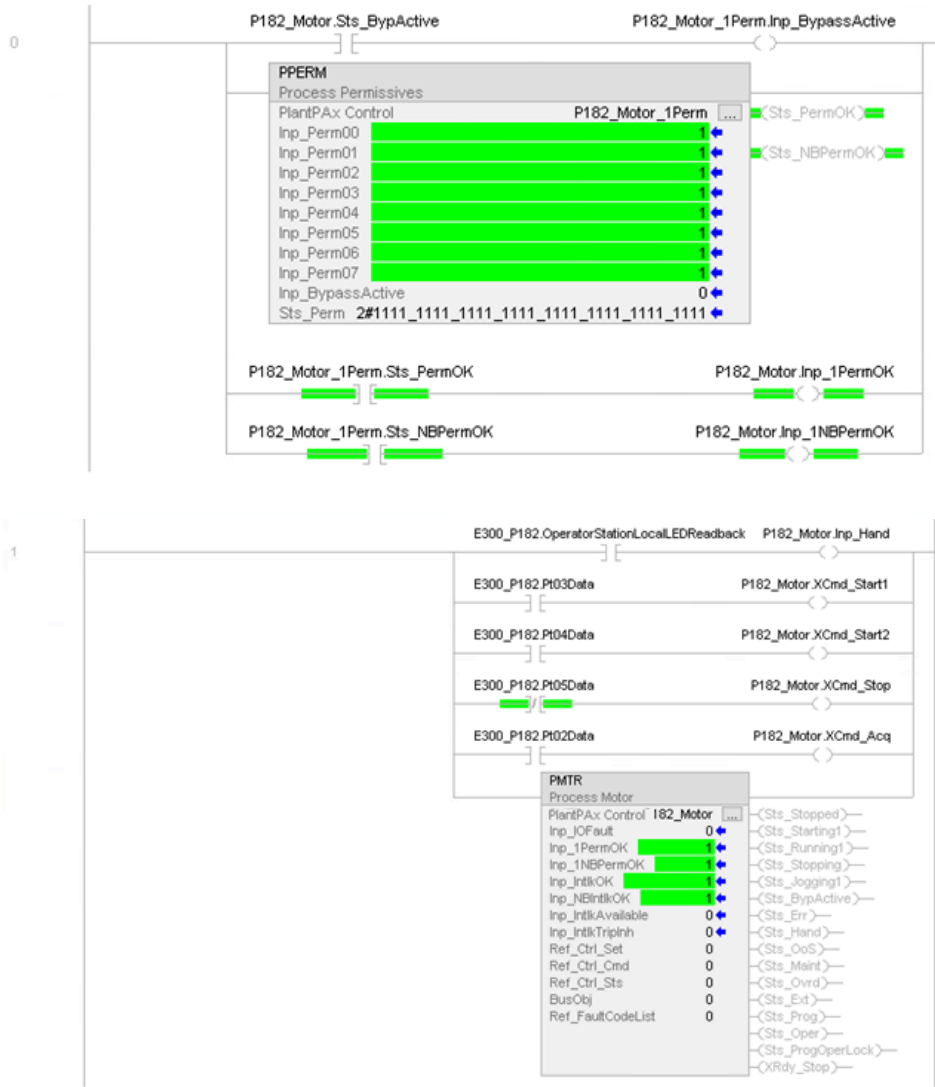 P182_Motor.Sts_BypActive P182_Motor_1Perm.Inp_BypassActive
0
PPERM
Process Permissives
PlantPAx Control P182_Motor_1Perm ...
(Sts_PermOK)
Inp_Perm00 1
Inp_Perm01 1
(Sts_NBPermOK)
Inp_Perm02 1
Inp_Perm03 1
Inp_Perm04 1
Inp_Perm05 1
Inp_Perm06 1
Inp_Perm07 1
Inp_BypassActive 0
Sts_Perm 2#1111_1111_1111_1111_1111_1111_1111_1111
P182_Motor_1Perm.Sts_PermOK P182_Motor.Inp_1PermOK
P182_Motor_1Perm.Sts_NBPermOK P182_Motor.Inp_1NBPermOK
E300_P182.OperatorStationLocalLEDReadback P182_Motor.Inp_Hand
1
E300_P182.Pt03Data P182_Motor.XCmd_Start1
E300_P182.Pt04Data P182_Motor.XCmd_Start2
E300_P182.Pt05Data P182_Motor.XCmd_Stop
E300_P182.Pt02Data P182_Motor.XCmd_Acq
PMTR
Process Motor
PlantPAx Control 182_Motor ... (Sts_Stopped)
Inp_IOFault 0 (Sts_Starting1)
Inp_1PermOK 1 (Sts_Running1)
Inp_1NBPermOK 1 (Sts_Stopping)
Inp_IntlkOK 1 (Sts_Jogging1)
Inp_NBIntlkOK 1 (Sts_BypActive)
Inp_IntlkAvailable 0 (Sts_Err)
Inp_IntlkTripInh 0 (Sts_Hand)
Ref_Ctrl_Set 0 (Sts_OoS)
Ref_Ctrl_Cmd 0 (Sts_Maint)
Ref_Ctrl_Sts 0 (Sts_Ovrd)
BusObj 0 (Sts_Ext)
Ref_FaultCodeList 0 (Sts_Prog)
(Sts_Oper)
(Sts_ProgOperLock)
(XRdy_Stop)